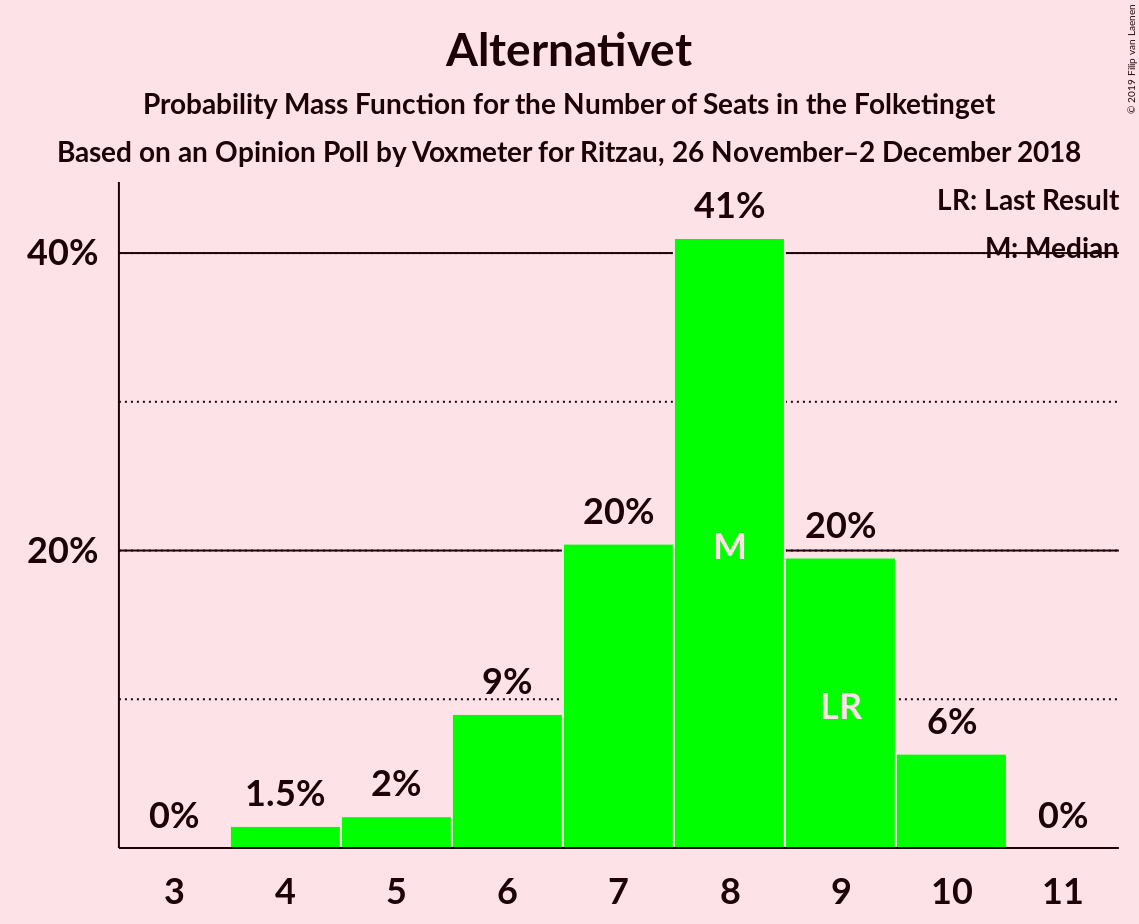 Alternativet
Probability Mass Function for the Number of Seats in the Folketinget
Based on an Opinion Poll by Voxmeter for Ritzau, 26 November–2 December 2018
© 2019 Filip van Laenen
LR: Last Result
M: Median
40%
20%
0%
1.5%
2%
9%
20%
41%
20%
6%
0%
M
LR
3 4 5 6 7 8 9 10 11